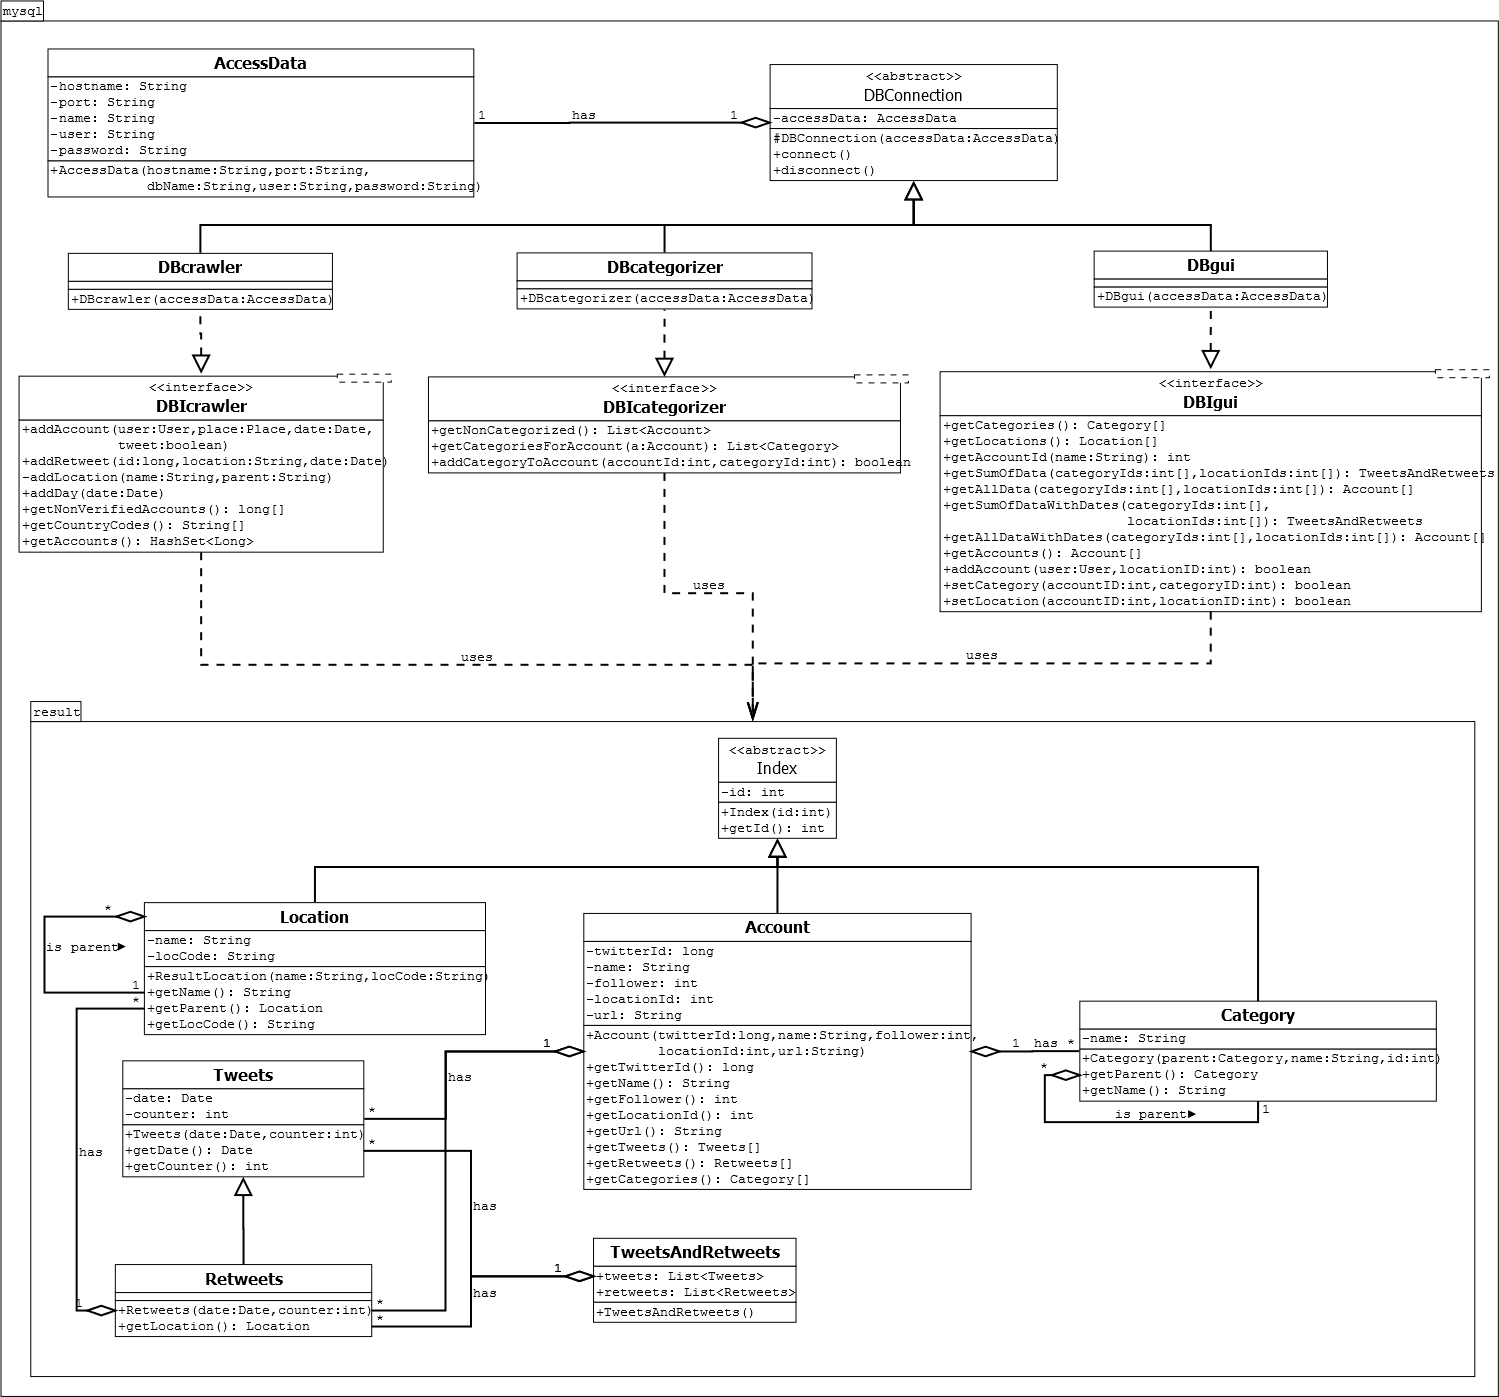 mysql
AccessData
-hostname: String
-port: String
-name: String
-user: String
-password: String
+AccessData(hostname:String,port:String,
dbName:String,user:String,password:String)
1 has 1
<<abstract>>
DBConnection
-accessData: AccessData
#DBConnection(accessData:AccessData)
+connect()
+disconnect()
DBcrawler
+DBcrawler(accessData:AccessData)
DBcategorizer
+DBcategorizer(accessData:AccessData)
DBgui
+DBgui(accessData:AccessData)
<<interface>>
DBIcrawler
+addAccount(user:User,place:Place,date:Date,
tweet:boolean)
+addRetweet(id:long,location:String,date:Date)
-addLocation(name:String,parent:String)
+addDay(date:Date)
+getNonVerifiedAccounts(): long[]
+getCountryCodes(): String[]
+getAccounts(): HashSet<Long>
<<interface>>
DBIcategorizer
+getNonCategorized(): List<Account>
+getCategoriesForAccount(a:Account): List<Category>
+addCategoryToAccount(accountId:int,categoryId:int): boolean
<<interface>>
DBIgui
+getCategories(): Category[]
+getLocations(): Location[]
+getAccountId(name:String): int
+getSumOfData(categoryIds:int[],locationIds:int[]): TweetsAndRetweets
+getAllData(categoryIds:int[],locationIds:int[]): Account[]
+getSumOfDataWithDates(categoryIds:int[],
locationIds:int[]): TweetsAndRetweets
+getAllDataWithDates(categoryIds:int[],locationIds:int[]): Account[]
+getAccounts(): Account[]
+addAccount(user:User,locationID:int): boolean
+setCategory(accountID:int,categoryID:int): boolean
+setLocation(accountID:int,locationID:int): boolean
uses
uses
uses
result
<<abstract>>
Index
-id: int
+Index(id:int)
+getId(): int
Location
-name: String
-locCode: String
+ResultLocation(name:String,locCode:String)
+getName(): String
+getParent(): Location
+getLocCode(): String
*
is parent▶
1
*
has
1
Account
-twitterId: long
-name: String
-follower: int
-locationId: int
-url: String
+Account(twitterId:long,name:String,follower:int,
locationId:int,url:String)
+getTwitterId(): long
+getName(): String
+getFollower(): int
+getLocationId(): int
+getUrl(): String
+getTweets(): Tweets[]
+getRetweets(): Retweets[]
+getCategories(): Category[]
1 has *
Category
-name: String
+Category(parent:Category,name:String,id:int)
+getParent(): Category
+getName(): String
*
is parent▶
1
Tweets
-date: Date
-counter: int
+Tweets(date:Date,counter:int)
+getDate(): Date
+getCounter(): int
1
has
*
*
has
Retweets
+Retweets(date:Date,counter:int)
+getLocation(): Location
*
*
has
1
TweetsAndRetweets
+tweets: List<Tweets>
+retweets: List<Retweets>
+TweetsAndRetweets()